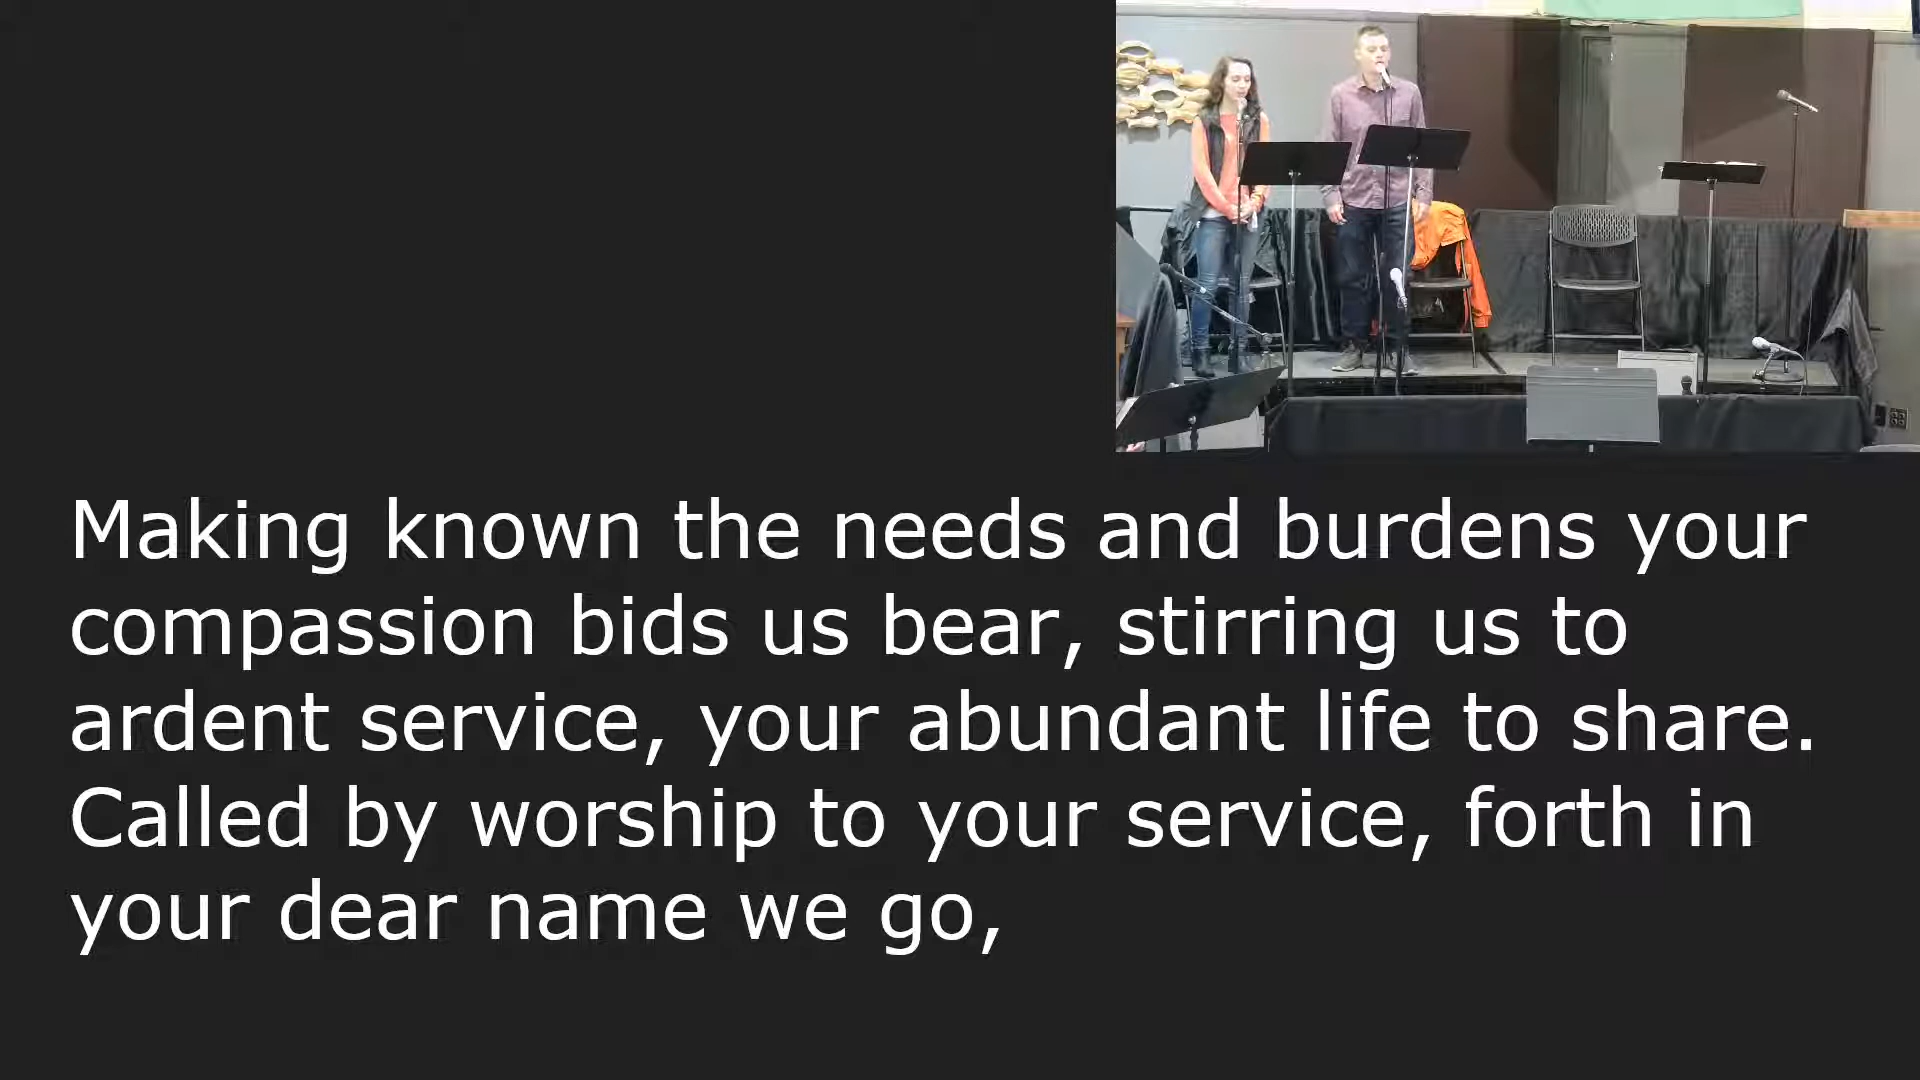 Making known the needs and burdens your
compassion bids us bear, stirring us to
ardent service, your abundant life to share.
Called by worship to your service, forth in
your dear name we go,